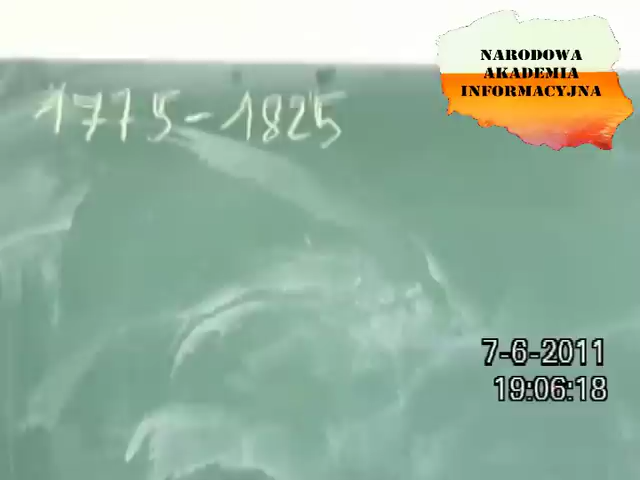 1775-1825
NARODOWA
AKADEMIA
INFORMACYJNA
7-6-2011
19:06:18